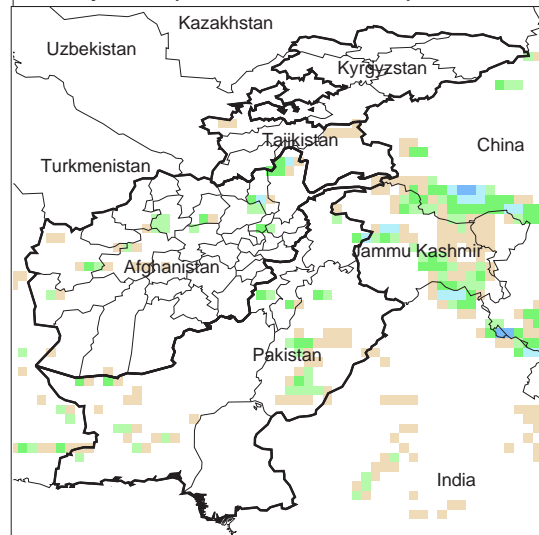 Kazakhstan
Uzbekistan
Kyrgyzstan
Tajikistan
China
Turkmenistan
Jammu Kashmir
Afghanistan
Pakistan
India